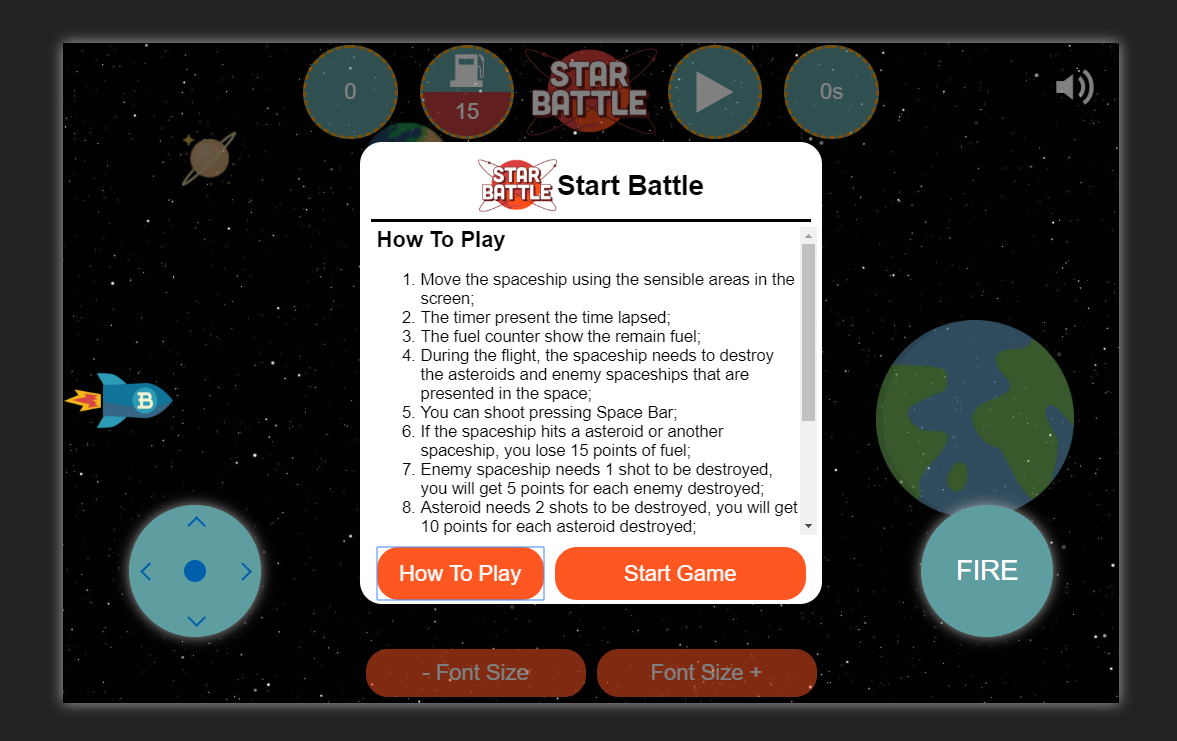 0
15
STAR
BATTLE
0s
STAR
BATTLE
Start Battle
How To Play
1. Move the spaceship using the sensible areas in the
screen;
2. The timer present the time lapsed;
3. The fuel counter show the remain fuel;
4. During the flight, the spaceship needs to destroy
the asteroids and enemy spaceships that are
presented in the space;
5. You can shoot pressing Space Bar;
6. If the spaceship hits a asteroid or another
spaceship, you lose 15 points of fuel;
7. Enemy spaceship needs 1 shot to be destroyed,
you will get 5 points for each enemy destroyed;
8. Asteroid needs 2 shots to be destroyed, you will get
10 points for each asteroid destroyed;
B
How To Play
Start Game
FIRE
- Font Size
Font Size +